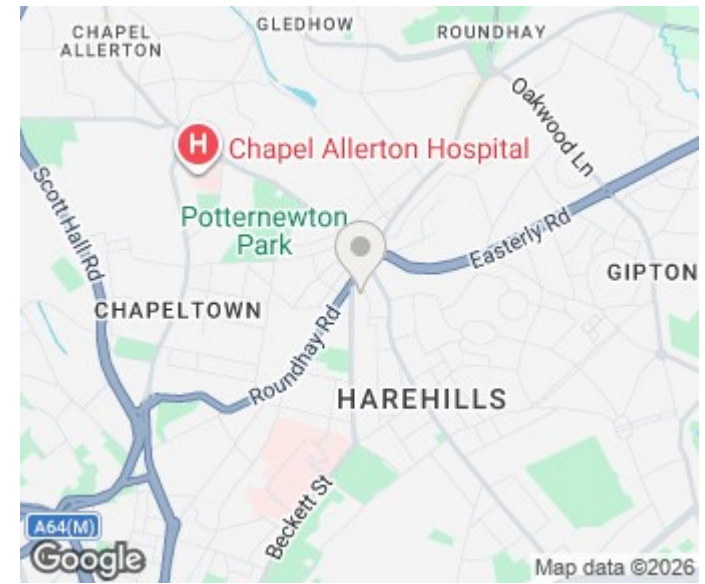 GLEDHOW
CHAPEL
ALLERTON
ROUNDHAY
Oakwood Ln
H
Chapel Allerton Hospital
Scott Hall Rd
Potternewton
Park
Easterly Rd
GIPTON
CHAPELTOWN
Roundhay Rd
HAREHILLS
Beckett St
A64(M)
Google
Map data ©2026